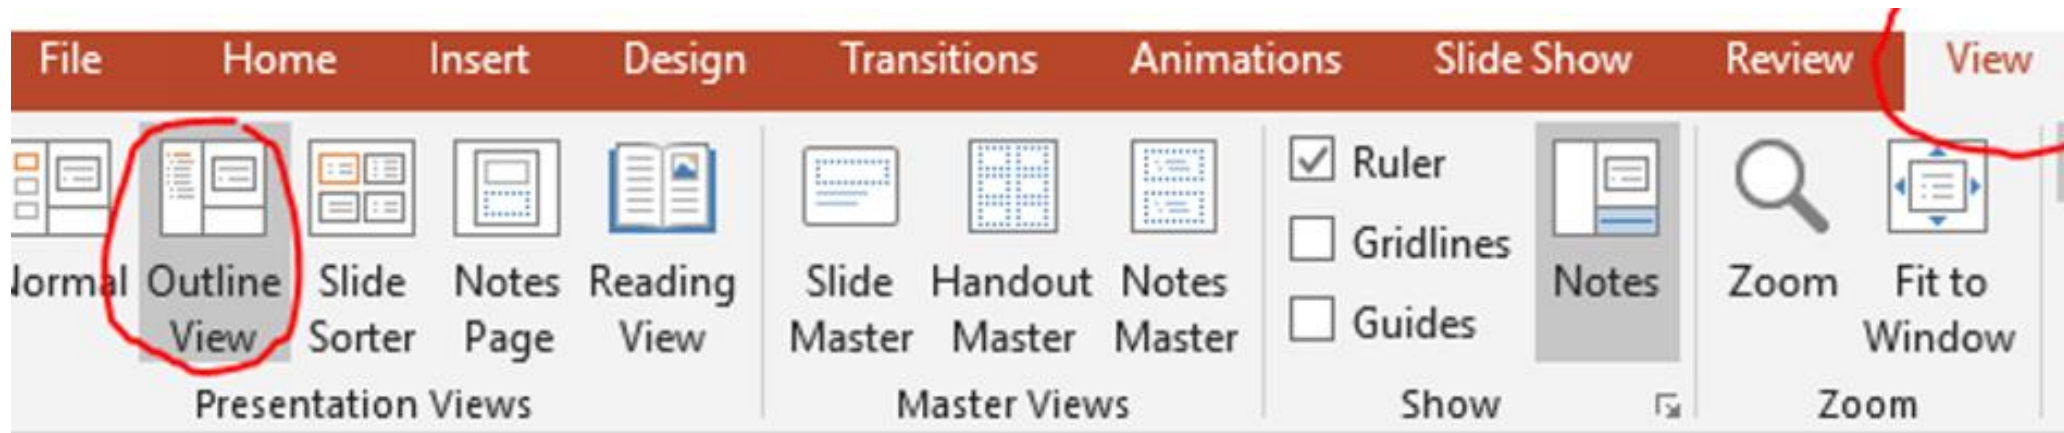 File Home Insert Design Transitions Animations Slide Show Review View
Normal Outline View Slide Sorter Notes Page Reading View
Presentation Views
Slide Master Handout Master Notes Master
Master Views
Ruler
Gridlines
Guides
Notes
Show
Zoom Fit to Window
Zoom